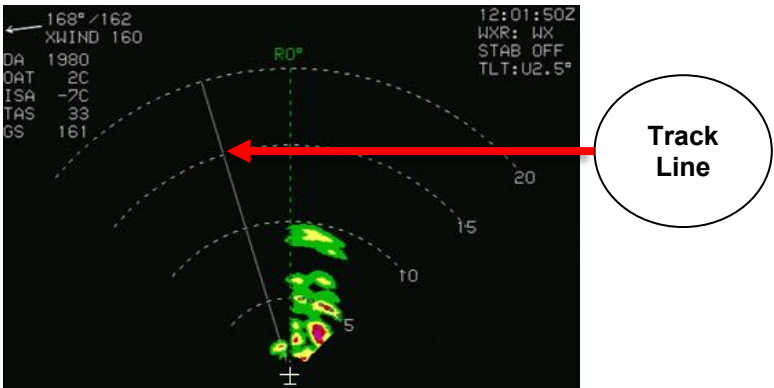 168°/162
XWIND 160
DA 1980
OAT 2C
ISA -7C
TAS 33
GS 161
R0°
12:01:50Z
WXR: WX
STAB OFF
TLT:U2.5°
20
15
10
5
Track
Line